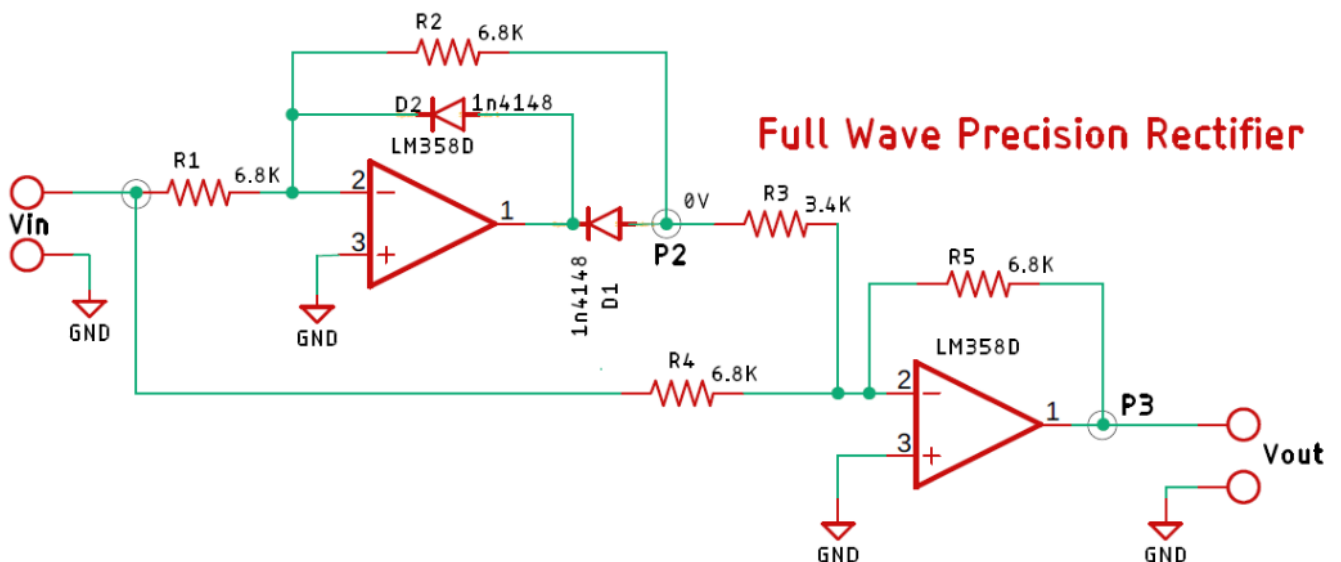 R2
6.8K
D2
1n4148
LM358D
Full Wave Precision Rectifier
R1
6.8K
2
1
3
Vin
GND
GND
1n4148
D1
0V
P2
R3
3.4K
R5
6.8K
LM358D
R4
6.8K
2
1
3
P3
Vout
GND
GND